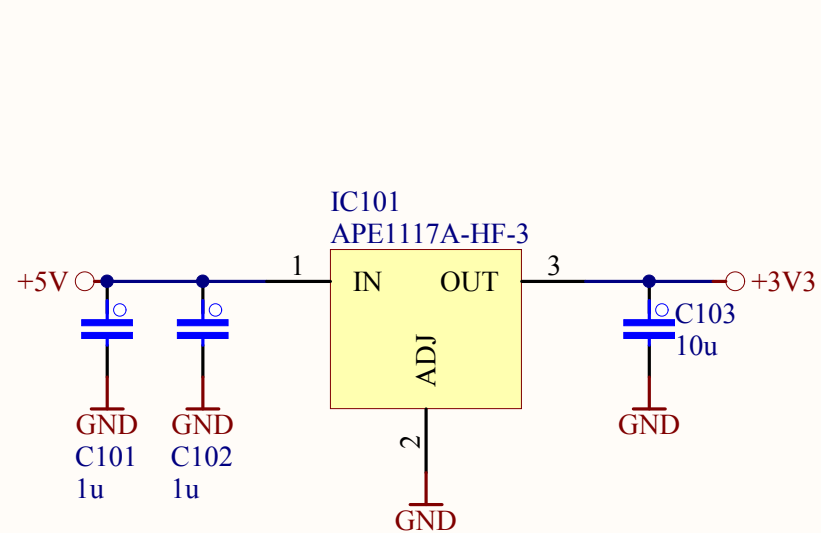 IC101
APE1117A-HF-3
+5V
1
IN
OUT
3
+3V3
ADJ
2
C103
10u
GND
GND
GND
C101
1u
C102
1u
GND